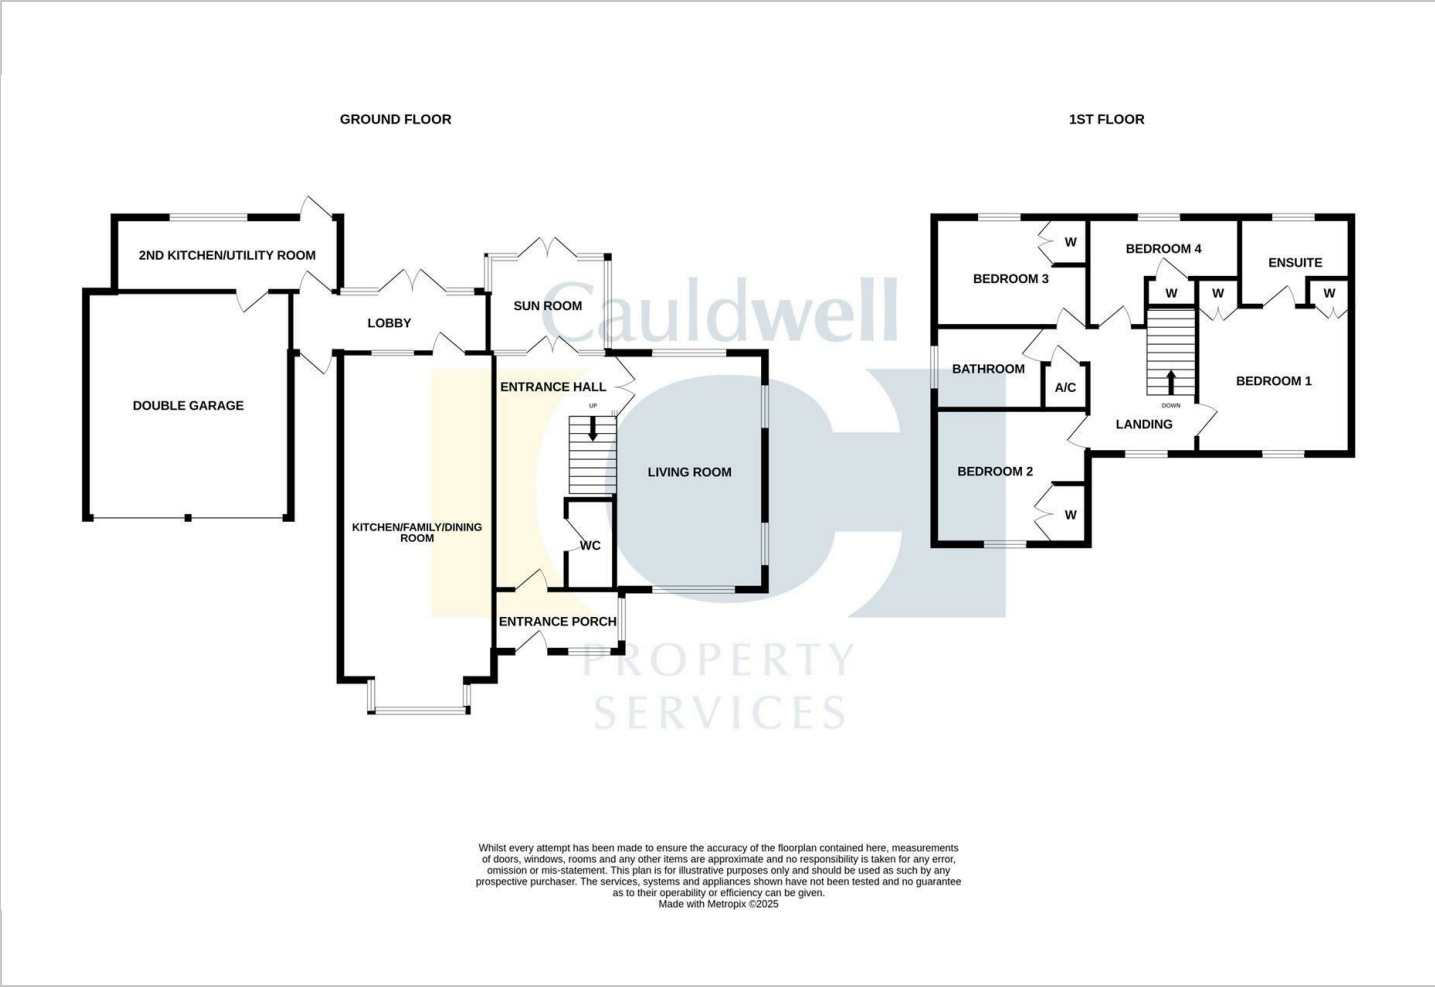 GROUND FLOOR
1ST FLOOR
2ND KITCHEN/UTILITY ROOM
LOBBY
SUN ROOM
DOUBLE GARAGE
ENTRANCE HALL
UP
LIVING ROOM
KITCHEN/FAMILY/DINING
ROOM
WC
ENTRANCE PORCH
W
BEDROOM 4
BEDROOM 3
ENSUITE
W
W
W
BATHROOM
A/C
BEDROOM 1
DOWN
LANDING
BEDROOM 2
W
Cauldwell
PROPERTY
SERVICES
Whilst every attempt has been made to ensure the accuracy of the floorplan contained here, measurements
of doors, windows, rooms and any other items are approximate and no responsibility is taken for any error,
omission or mis-statement. This plan is for illustrative purposes only and should be used as such by any
prospective purchaser. The services, systems and appliances shown have not been tested and no guarantee
as to their operability or efficiency can be given.
Made with Metropix ©2025